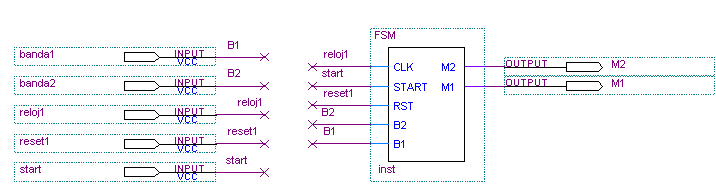 banda1 INPUT VCC B1
banda2 INPUT VCC B2
reloj1 INPUT VCC reloj1
reset1 INPUT VCC reset1
start INPUT VCC start
FSM
reloj1 CLK M2 OUTPUT M2
start START M1 OUTPUT M1
reset1 RST
B2 B2
B1 B1
inst